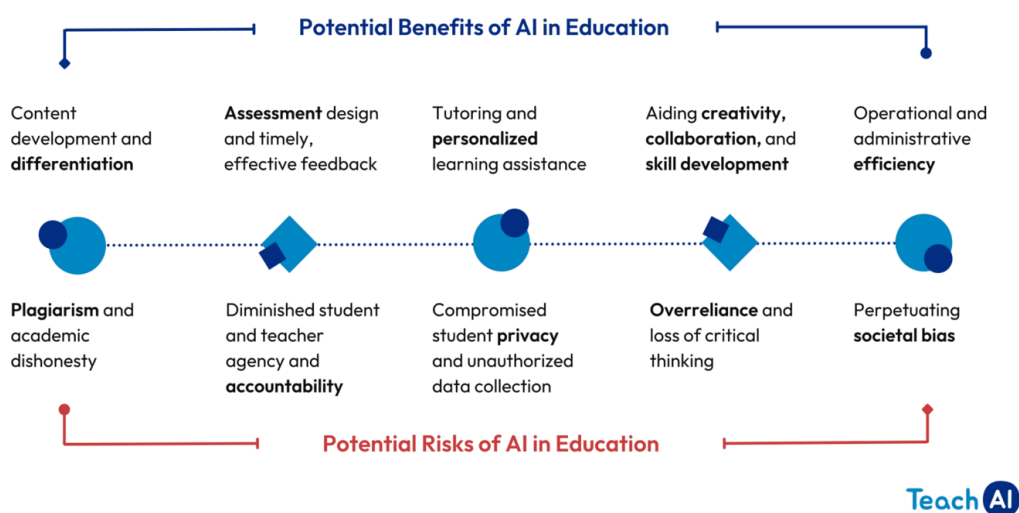 Potential Benefits of AI in Education
Content
development and
differentiation
Assessment design
and timely,
effective feedback
Tutoring and
personalized
learning assistance
Aiding creativity,
collaboration, and
skill development
Operational and
administrative
efficiency
Plagiarism and
academic
dishonesty
Diminished student
and teacher
agency and
accountability
Compromised
student privacy
and unauthorized
data collection
Overreliance and
loss of critical
thinking
Perpetuating
societal bias
Potential Risks of AI in Education
Teach AI